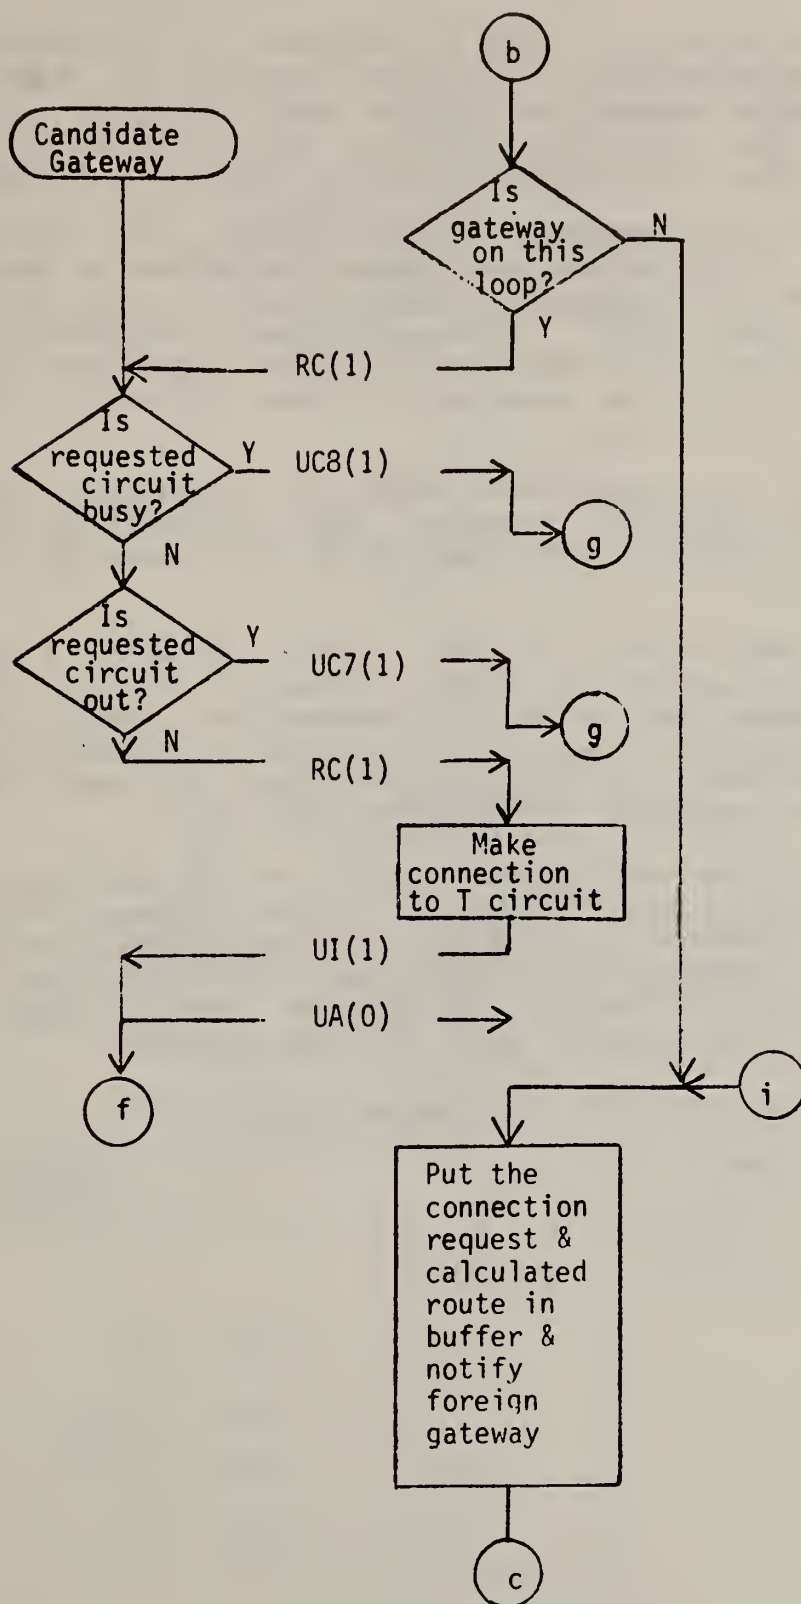 b
Candidate
Gateway
Is
gateway
on this
loop?
N
Y
RC(1)
Is
requested
circuit
busy?
Y
UC8(1)
g
N
Is
requested
circuit
out?
Y
UC7(1)
g
N
RC(1)
Make
connection
to T circuit
UI(1)
UA(0)
f
i
Put the
connection
request &
calculated
route in
buffer &
notify
foreign
gateway
c